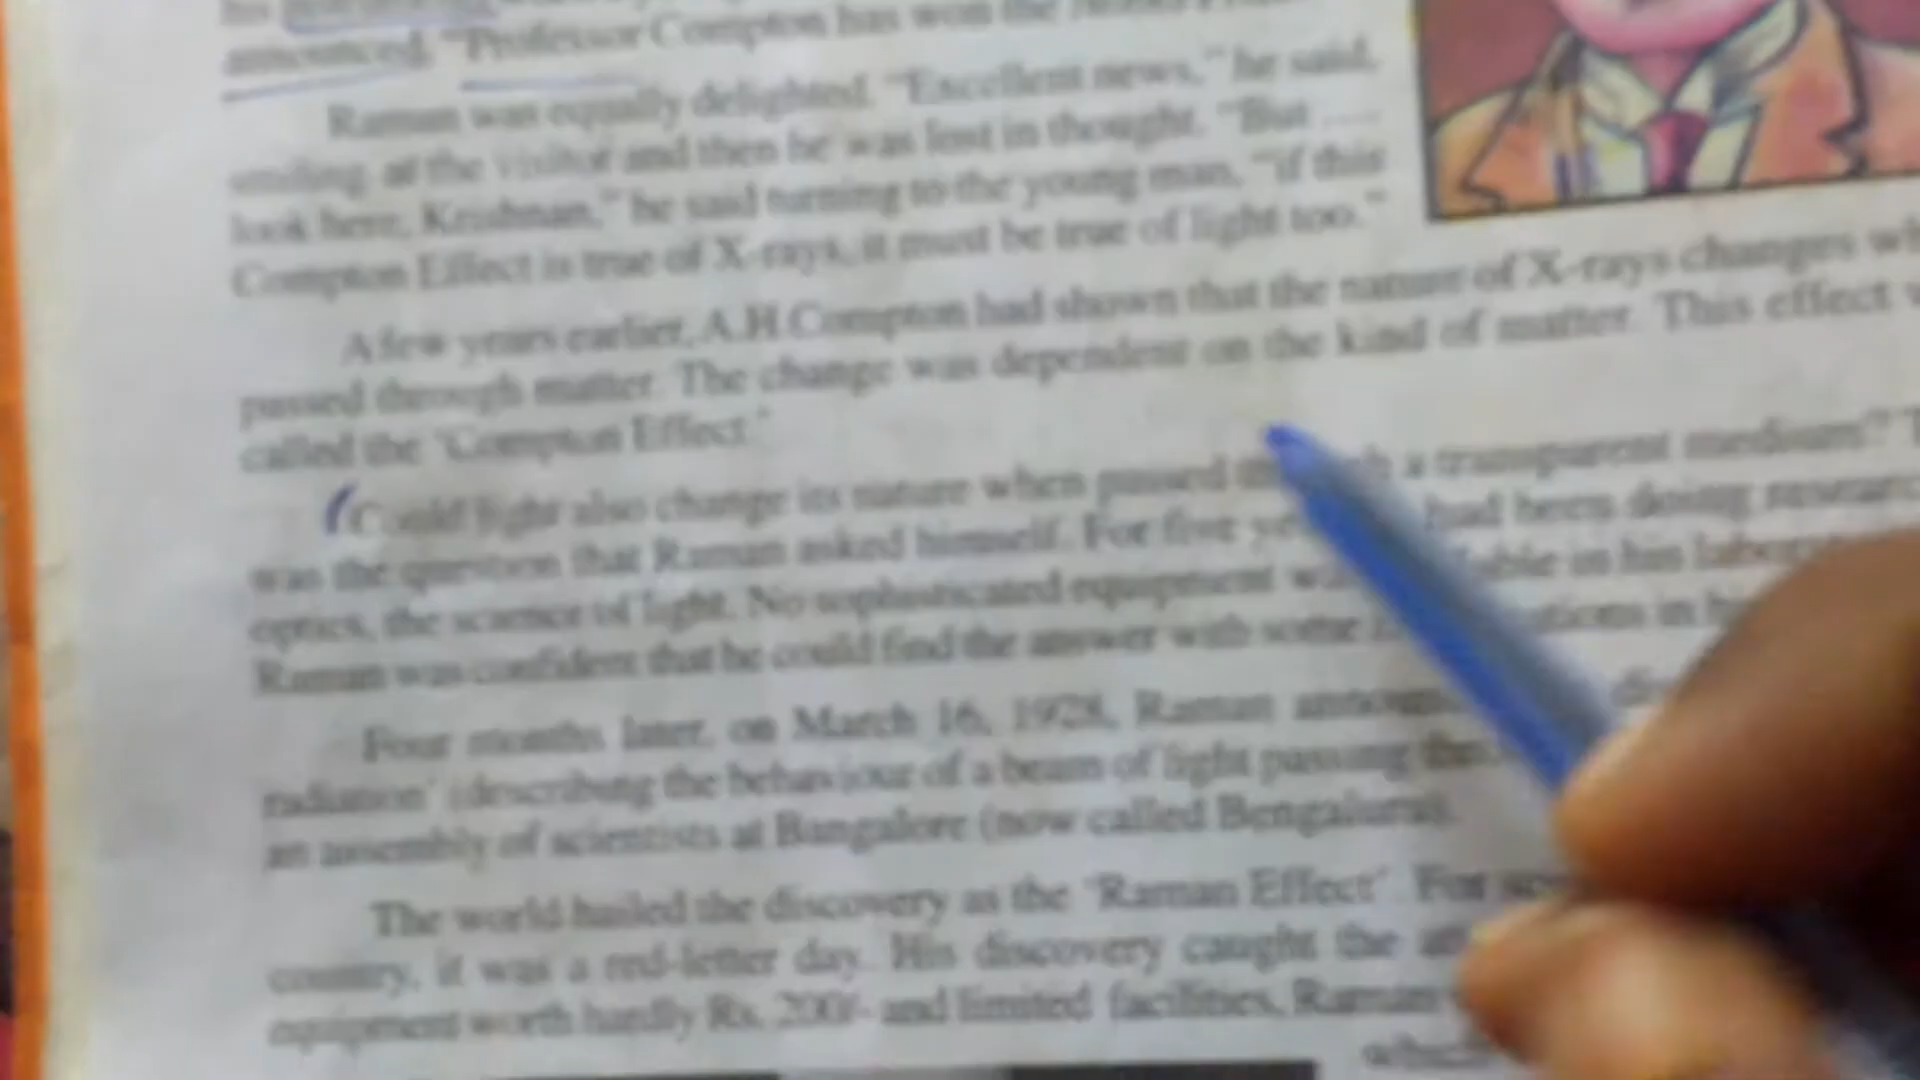 his
announced, "Professor Compton has won the Nobel
Raman was equally delighted. "Excellent news," he said,
smiling at the visitor and then he was lost in thought. "But ....
look here, Krishnan," he said turning to the young man, "if this
Compton Effect is true of X-rays, it must be true of light too."
A few years earlier, A.H.Compton had shown that the nature of X-rays changes
passed through matter. The change was dependent on the kind of matter. This effect
called the 'Compton Effect.'
Could light also change its nature when passed a transparent medium?
was the question that Raman asked himself. For five had been doing
optics, the science of light. No sophisticated equipment in his
Raman was confident that he could find the answer with some in
Four months later, on March 16, 1928, Raman
radiation' (describing the behaviour of a beam of light passing
an assembly of scientists at Bangalore (now called Bengaluru).
The world hailed the discovery as the 'Raman Effect'. For
country, it was a red-letter day. His discovery caught the
equipment worth hardly Rs. 200/- and limited facilities, Raman